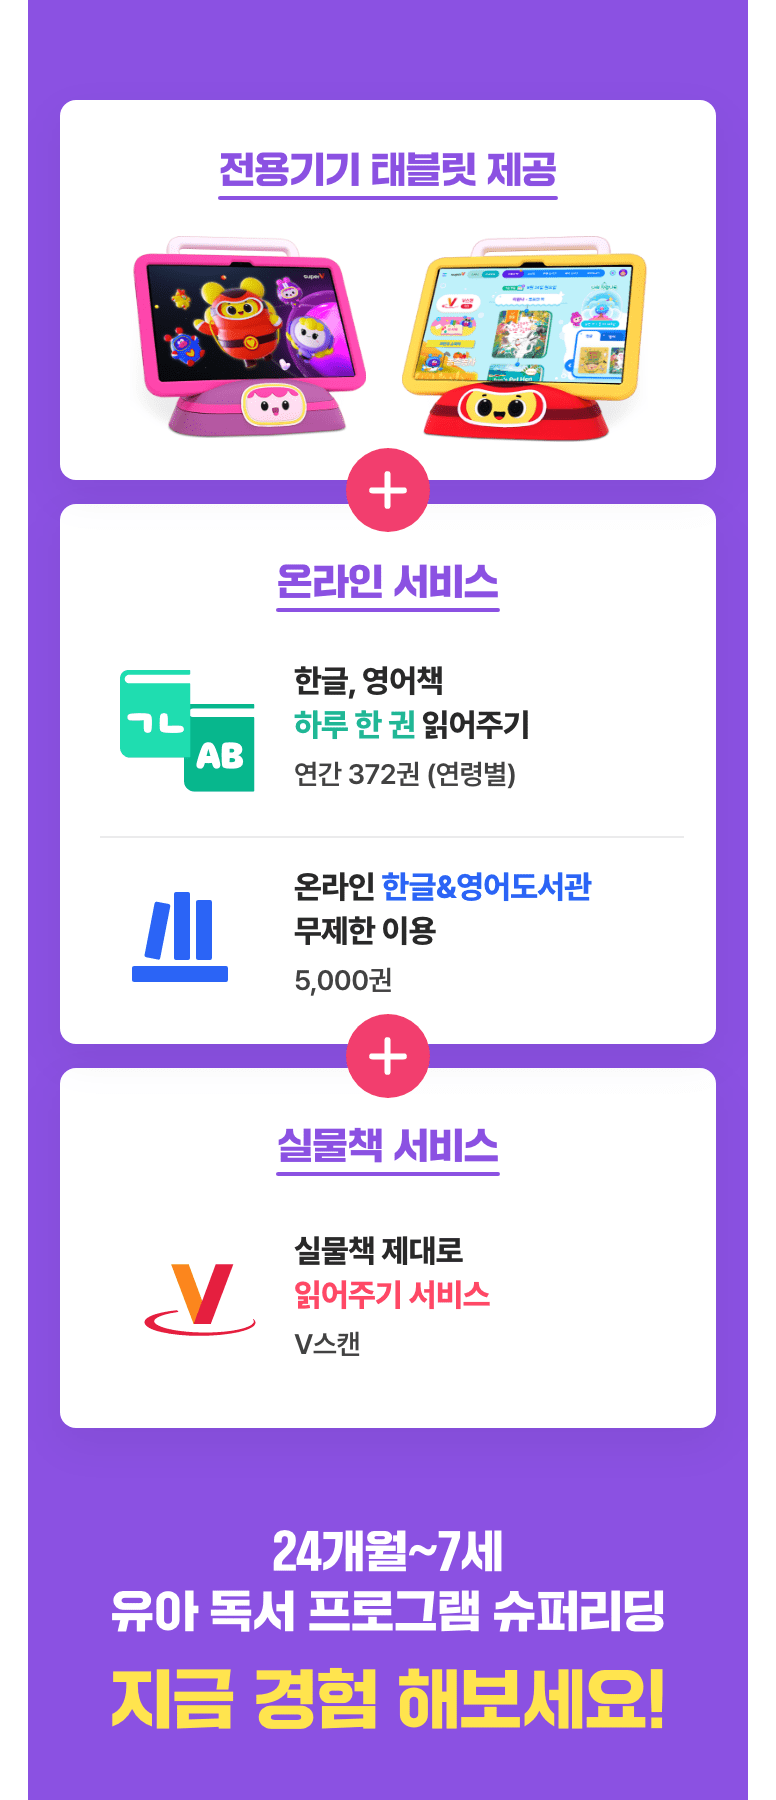 전용기기 태블릿 제공
superV
온라인 서비스
ㄱㄴ
AB
한글, 영어책
하루 한 권 읽어주기
연간 372권 (연령별)
온라인 한글&영어도서관
무제한 이용
5,000권
실물책 서비스
V
실물책 제대로
읽어주기 서비스
V스캔
24개월~7세
유아 독서 프로그램 슈퍼리딩
지금 경험 해보세요!